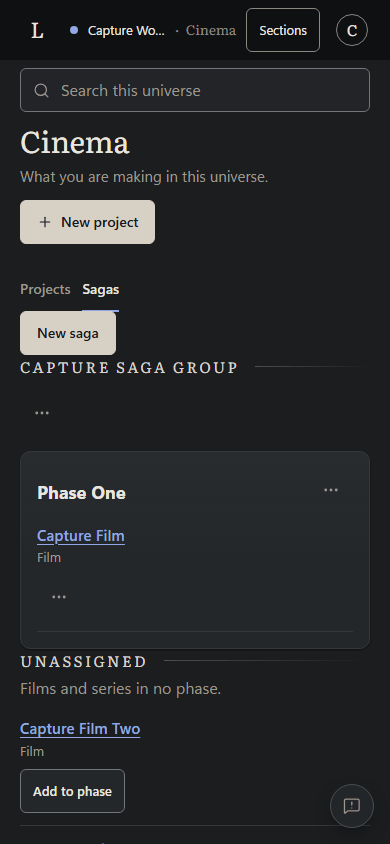 L
Capture Wo... · Cinema
Sections
C
Search this universe
Cinema
What you are making in this universe.
+ New project
Projects Sagas
New saga
CAPTURE SAGA GROUP
...
Phase One
...
Capture Film
Film
...
UNASSIGNED
Films and series in no phase.
Capture Film Two
Film
Add to phase